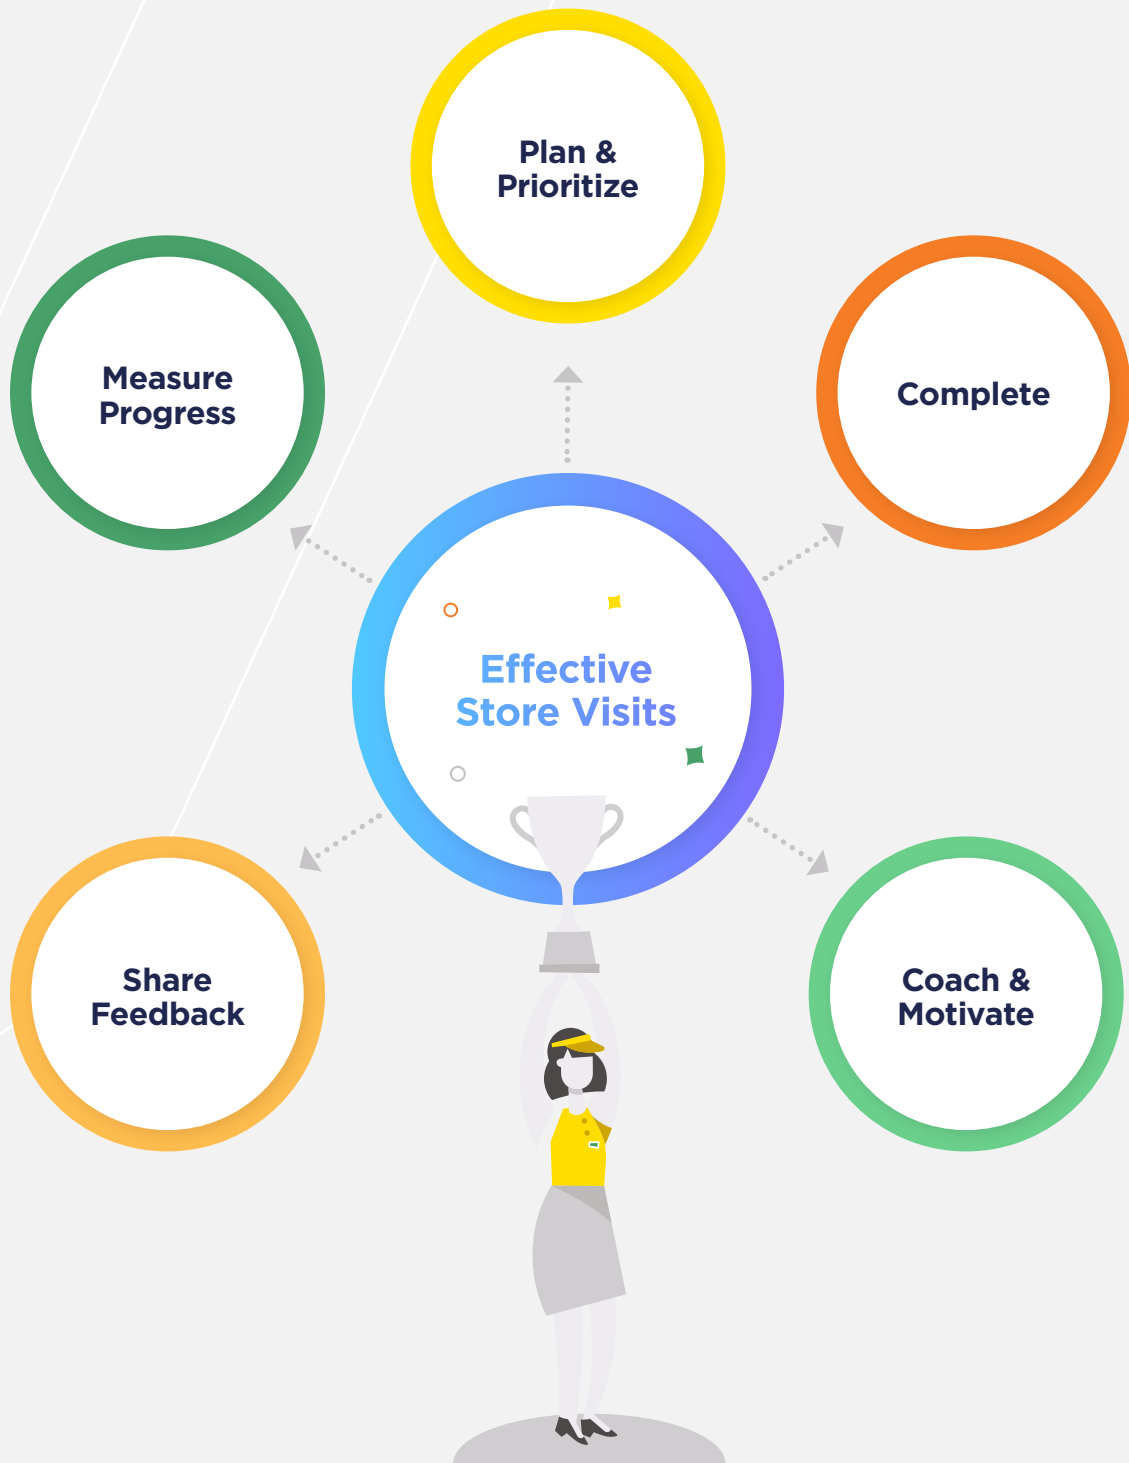 Plan &
Prioritize
Measure
Progress
Complete
Effective
Store Visits
Share
Feedback
Coach &
Motivate